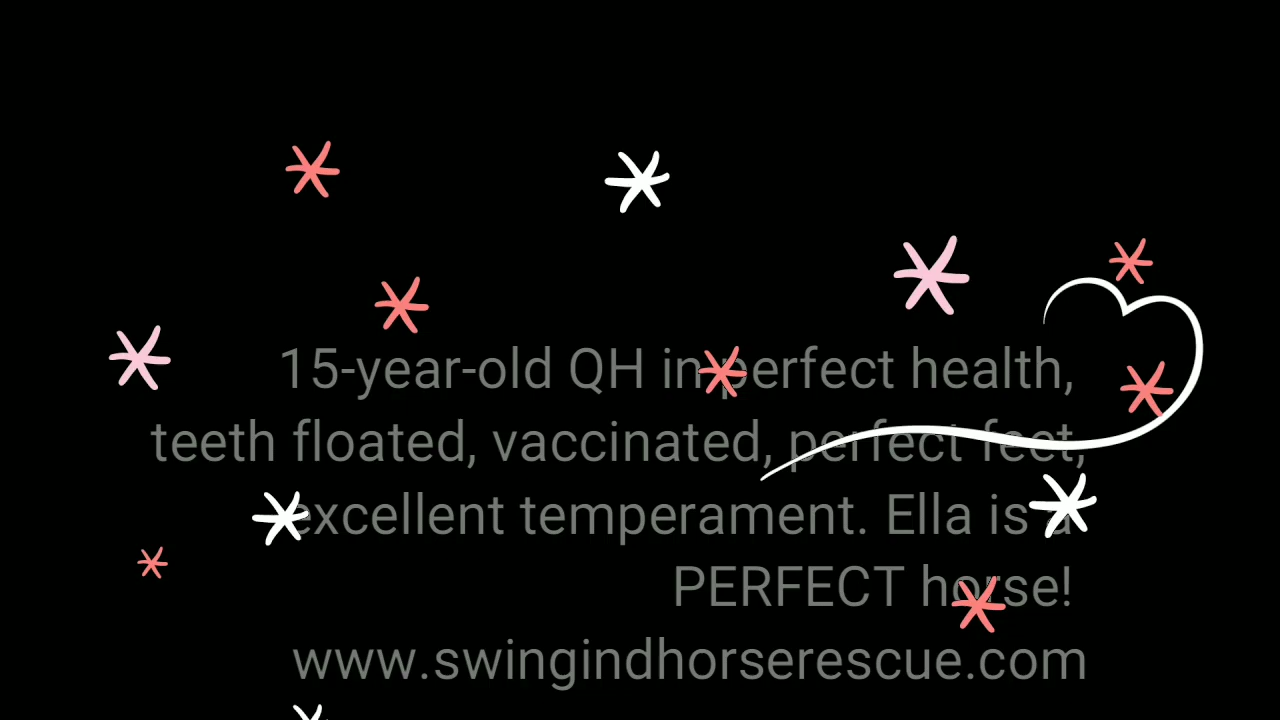 15-year-old QH in perfect health,
teeth floated, vaccinated, perfect feet,
excellent temperament. Ella is a
PERFECT horse!
www.swingindhorserescue.com